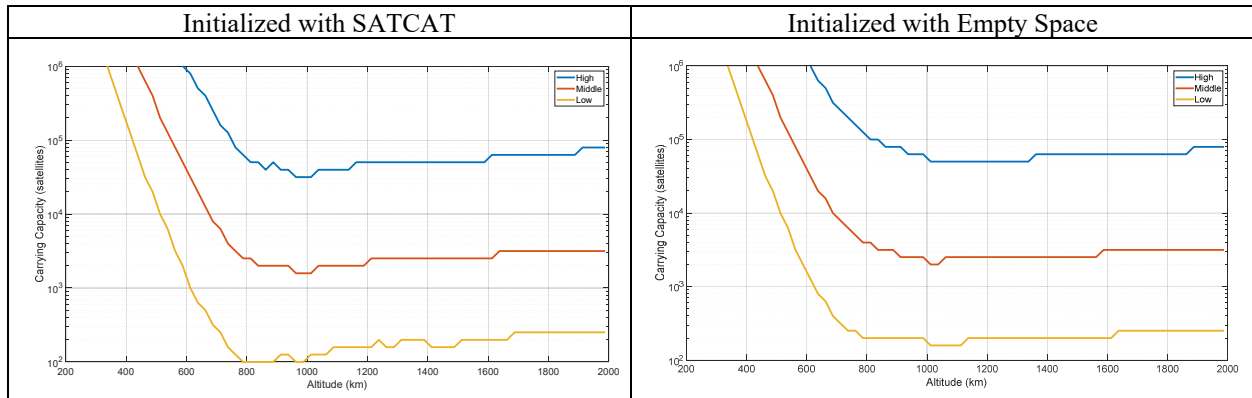 Initialized with SATCAT
Initialized with Empty Space
10^6
10^5
10^4
10^3
10^2
Carrying Capacity (satellites)
High
Middle
Low
200 400 600 800 1000 1200 1400 1600 1800 2000
Altitude (km)
10^6
10^5
10^4
10^3
10^2
Carrying Capacity (satellites)
High
Middle
Low
200 400 600 800 1000 1200 1400 1600 1800 2000
Altitude (km)